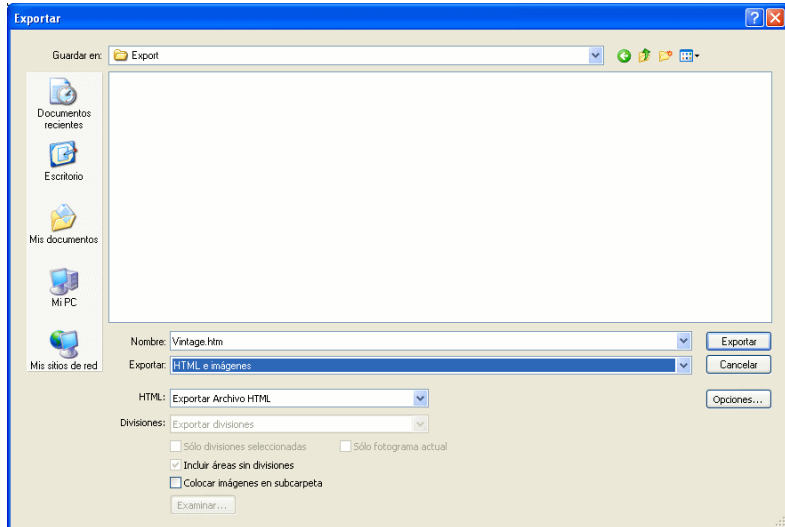 Exportar
Guardar en: Export
Documentos
recientes
Escritorio
Mis documentos
Mi PC
Mis sitios de red
Nombre: Vintage.htm Exportar
Exportar: HTML e imágenes Cancelar
HTML: Exportar Archivo HTML Opciones...
Divisiones: Exportar divisiones
Sólo divisiones seleccionadas Sólo fotograma actual
Incluir áreas sin divisiones
Colocar imágenes en subcarpeta
Examinar...